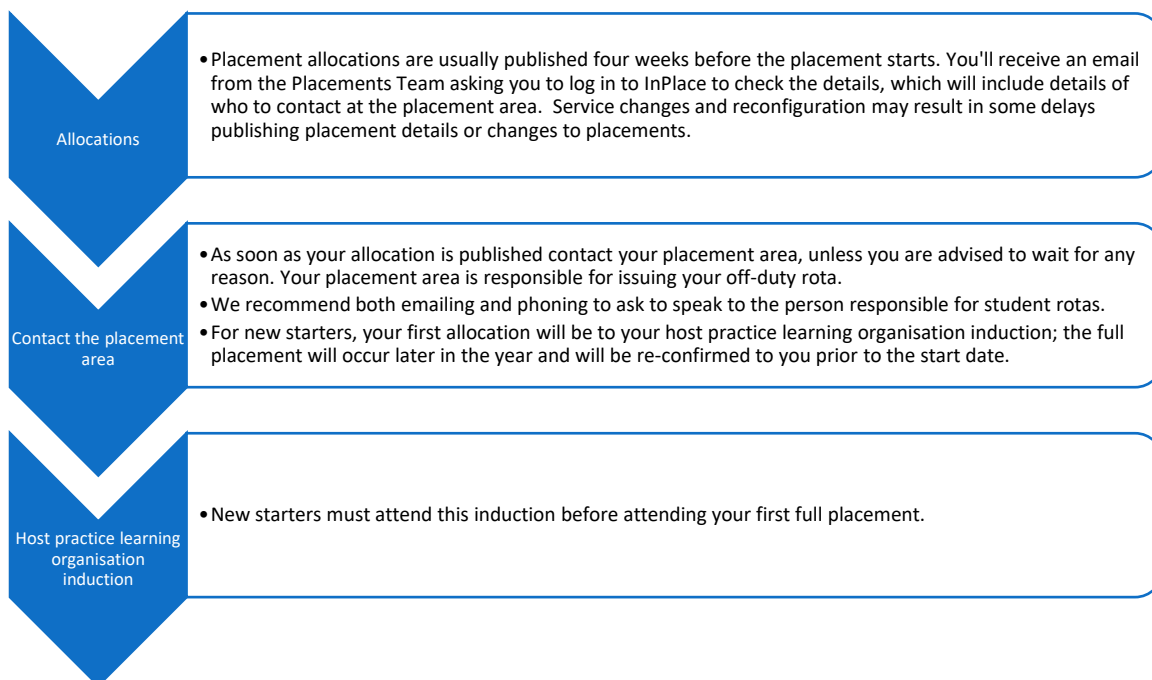 Allocations
•Placement allocations are usually published four weeks before the placement starts. You'll receive an email
from the Placements Team asking you to log in to InPlace to check the details, which will include details of
who to contact at the placement area.  Service changes and reconfiguration may result in some delays
publishing placement details or changes to placements.
Contact the placement
area
•As soon as your allocation is published contact your placement area, unless you are advised to wait for any
reason. Your placement area is responsible for issuing your off-duty rota.
•We recommend both emailing and phoning to ask to speak to the person responsible for student rotas.
•For new starters, your first allocation will be to your host practice learning organisation induction; the full
placement will occur later in the year and will be re-confirmed to you prior to the start date.
Host practice learning
organisation
induction
•New starters must attend this induction before attending your first full placement.